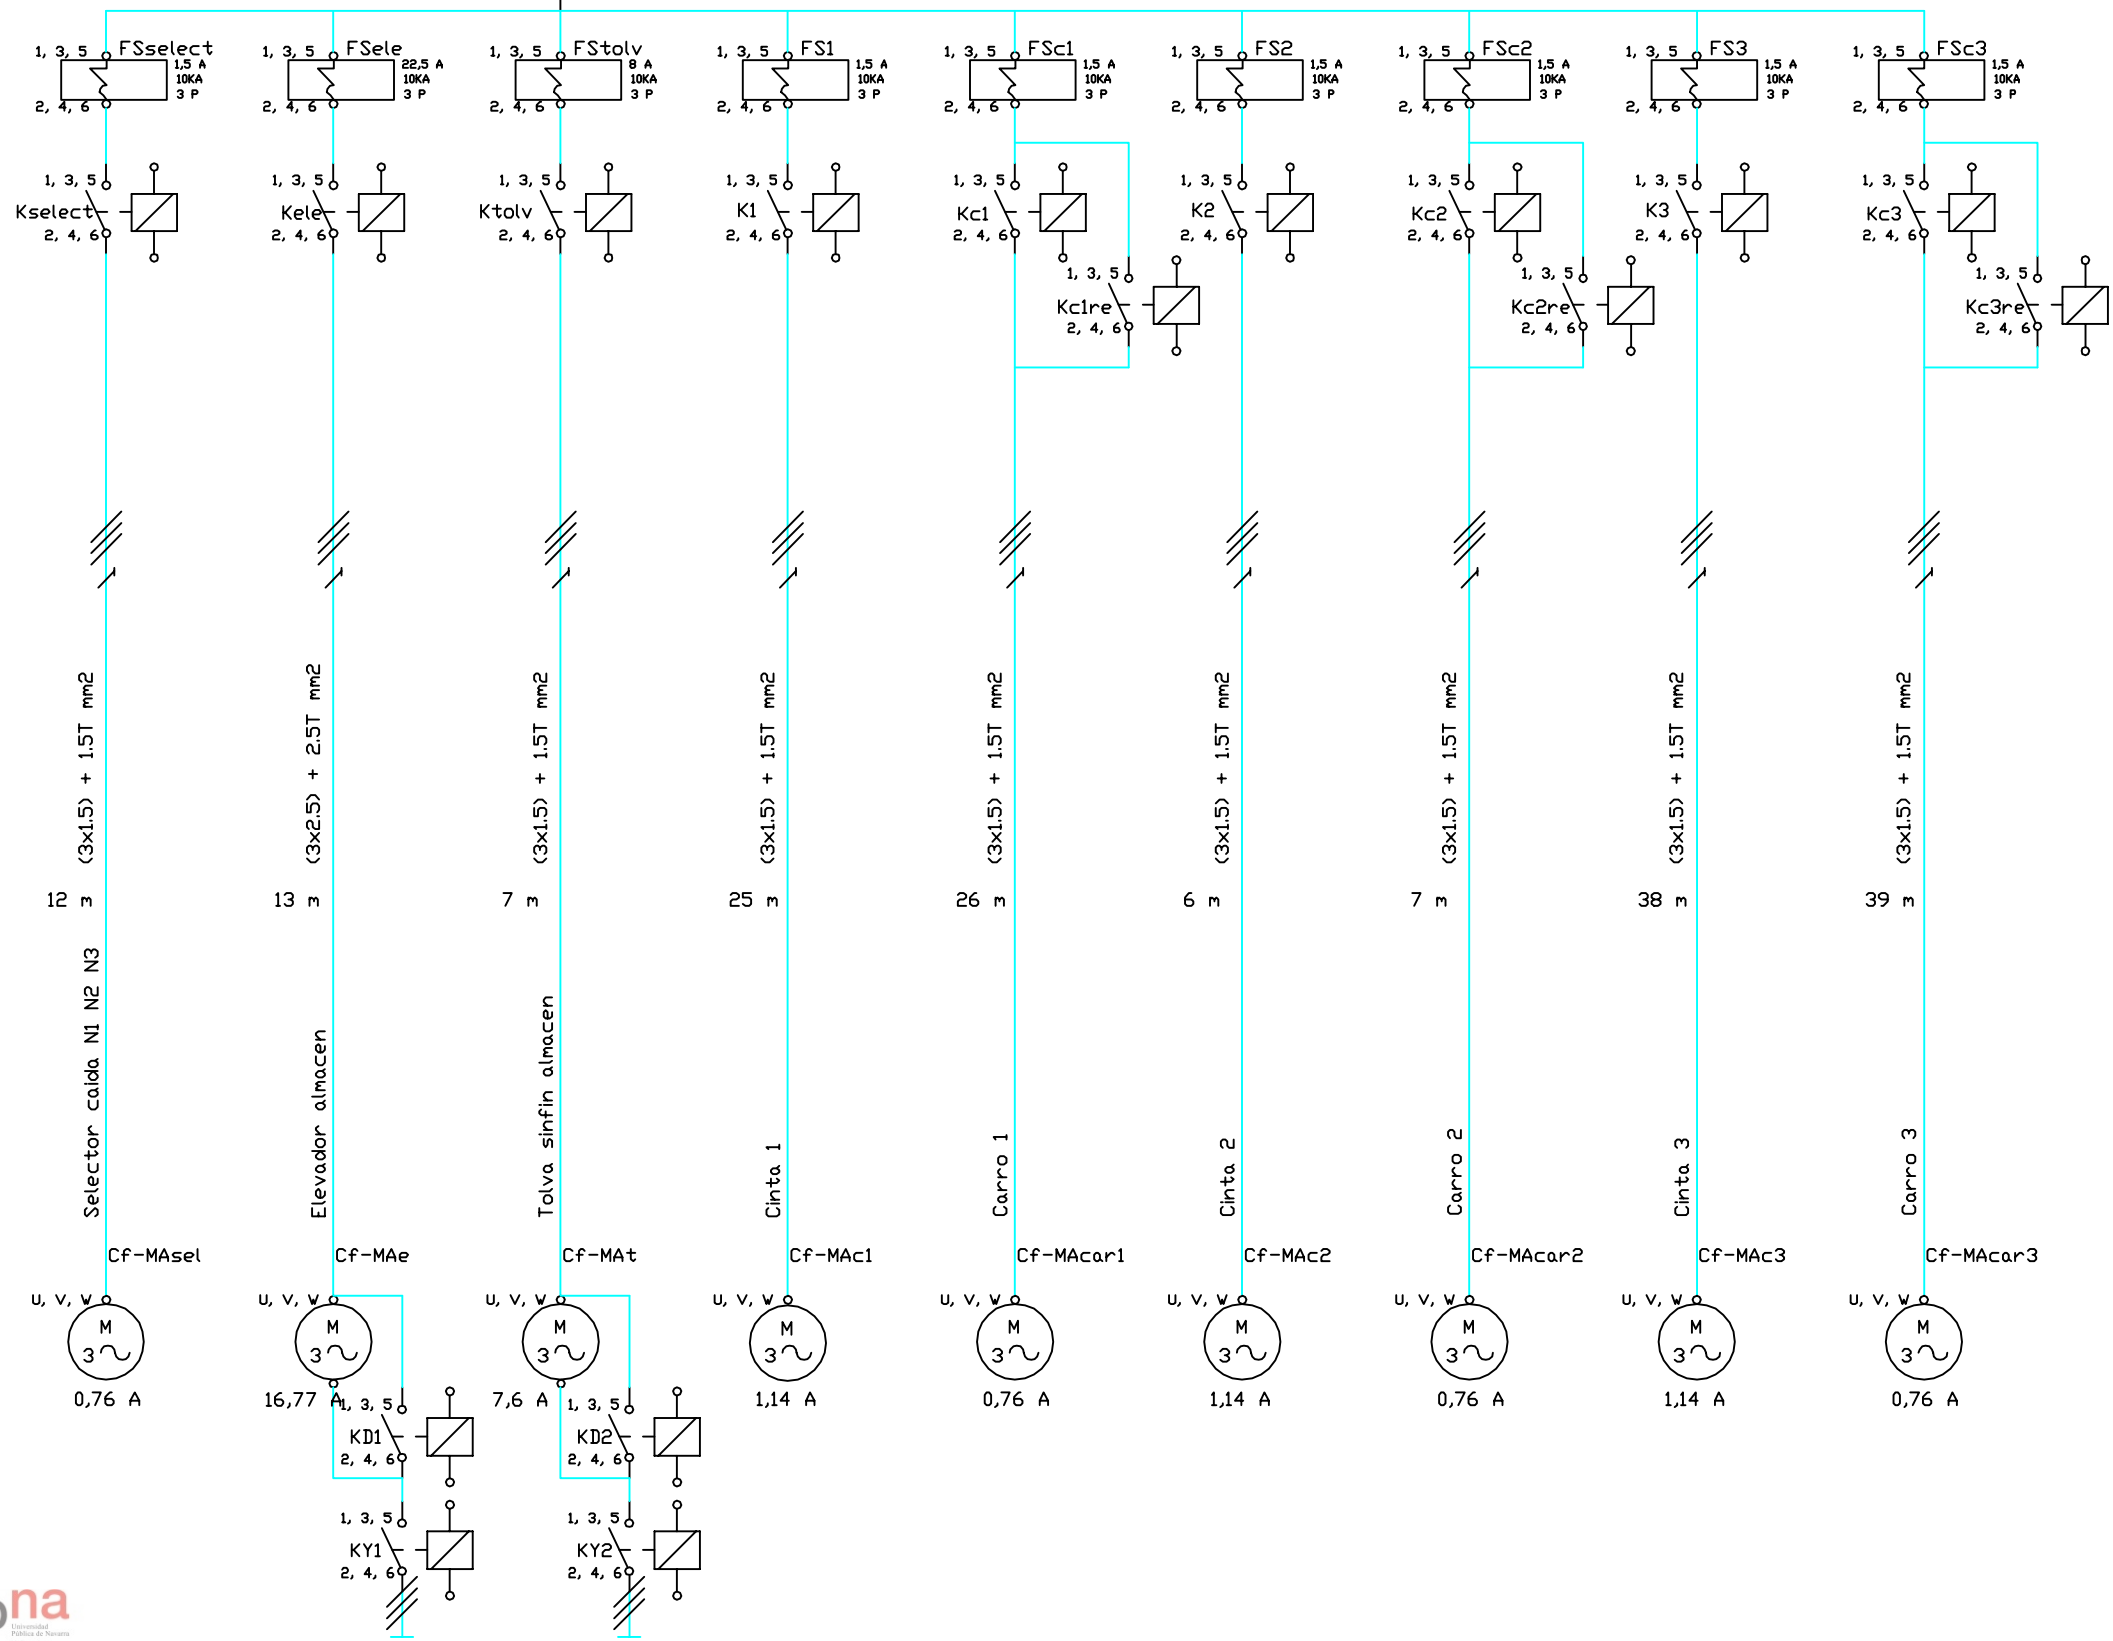 1, 3, 5 FSselect 1, 3, 5 FSele 1, 3, 5 FStolv 1, 3, 5 FS1 1, 3, 5 FSc1 1, 3, 5 FS2 1, 3, 5 FSc2 1, 3, 5 FS3 1, 3, 5 FSc3
1,5 A 22,5 A 8 A 1,5 A 1,5 A 1,5 A 1,5 A 1,5 A 1,5 A
10KA 10KA 10KA 10KA 10KA 10KA 10KA 10KA 10KA
3 P 3 P 3 P 3 P 3 P 3 P 3 P 3 P 3 P
2, 4, 6 2, 4, 6 2, 4, 6 2, 4, 6 2, 4, 6 2, 4, 6 2, 4, 6 2, 4, 6 2, 4, 6
1, 3, 5 1, 3, 5 1, 3, 5 1, 3, 5 1, 3, 5 1, 3, 5 1, 3, 5 1, 3, 5 1, 3, 5
Kselect Kele Ktolv K1 Kc1 K2 Kc2 K3 Kc3
2, 4, 6 2, 4, 6 2, 4, 6 2, 4, 6 2, 4, 6 2, 4, 6 2, 4, 6 2, 4, 6 2, 4, 6
1, 3, 5 1, 3, 5 1, 3, 5
Kc1re Kc2re Kc3re
2, 4, 6 2, 4, 6 2, 4, 6
(3x1.5) + 1.5T mm2
(3x2.5) + 2.5T mm2
(3x1.5) + 1.5T mm2
(3x1.5) + 1.5T mm2
(3x1.5) + 1.5T mm2
(3x1.5) + 1.5T mm2
(3x1.5) + 1.5T mm2
(3x1.5) + 1.5T mm2
(3x1.5) + 1.5T mm2
12 m 13 m 7 m 25 m 26 m 6 m 7 m 38 m 39 m
Selector caida N1 N2 N3
Elevador almacen
Tolva sinfin almacen
Cinta 1
Carro 1
Cinta 2
Carro 2
Cinta 3
Carro 3
Cf-MAsel Cf-MAe Cf-MAt Cf-MAc1 Cf-MAcar1 Cf-MAc2 Cf-MAcar2 Cf-MAc3 Cf-MAcar3
U, V, W U, V, W U, V, W U, V, W U, V, W U, V, W U, V, W U, V, W U, V, W
M M M M M M M M M
3 3 3 3 3 3 3 3 3
0,76 A 16,77 A 7,6 A 1,14 A 0,76 A 1,14 A 0,76 A 1,14 A 0,76 A
1, 3, 5 1, 3, 5
KD1 KD2
2, 4, 6 2, 4, 6
1, 3, 5 1, 3, 5
KY1 KY2
2, 4, 6 2, 4, 6
na
Universidad
Pública de Navarra